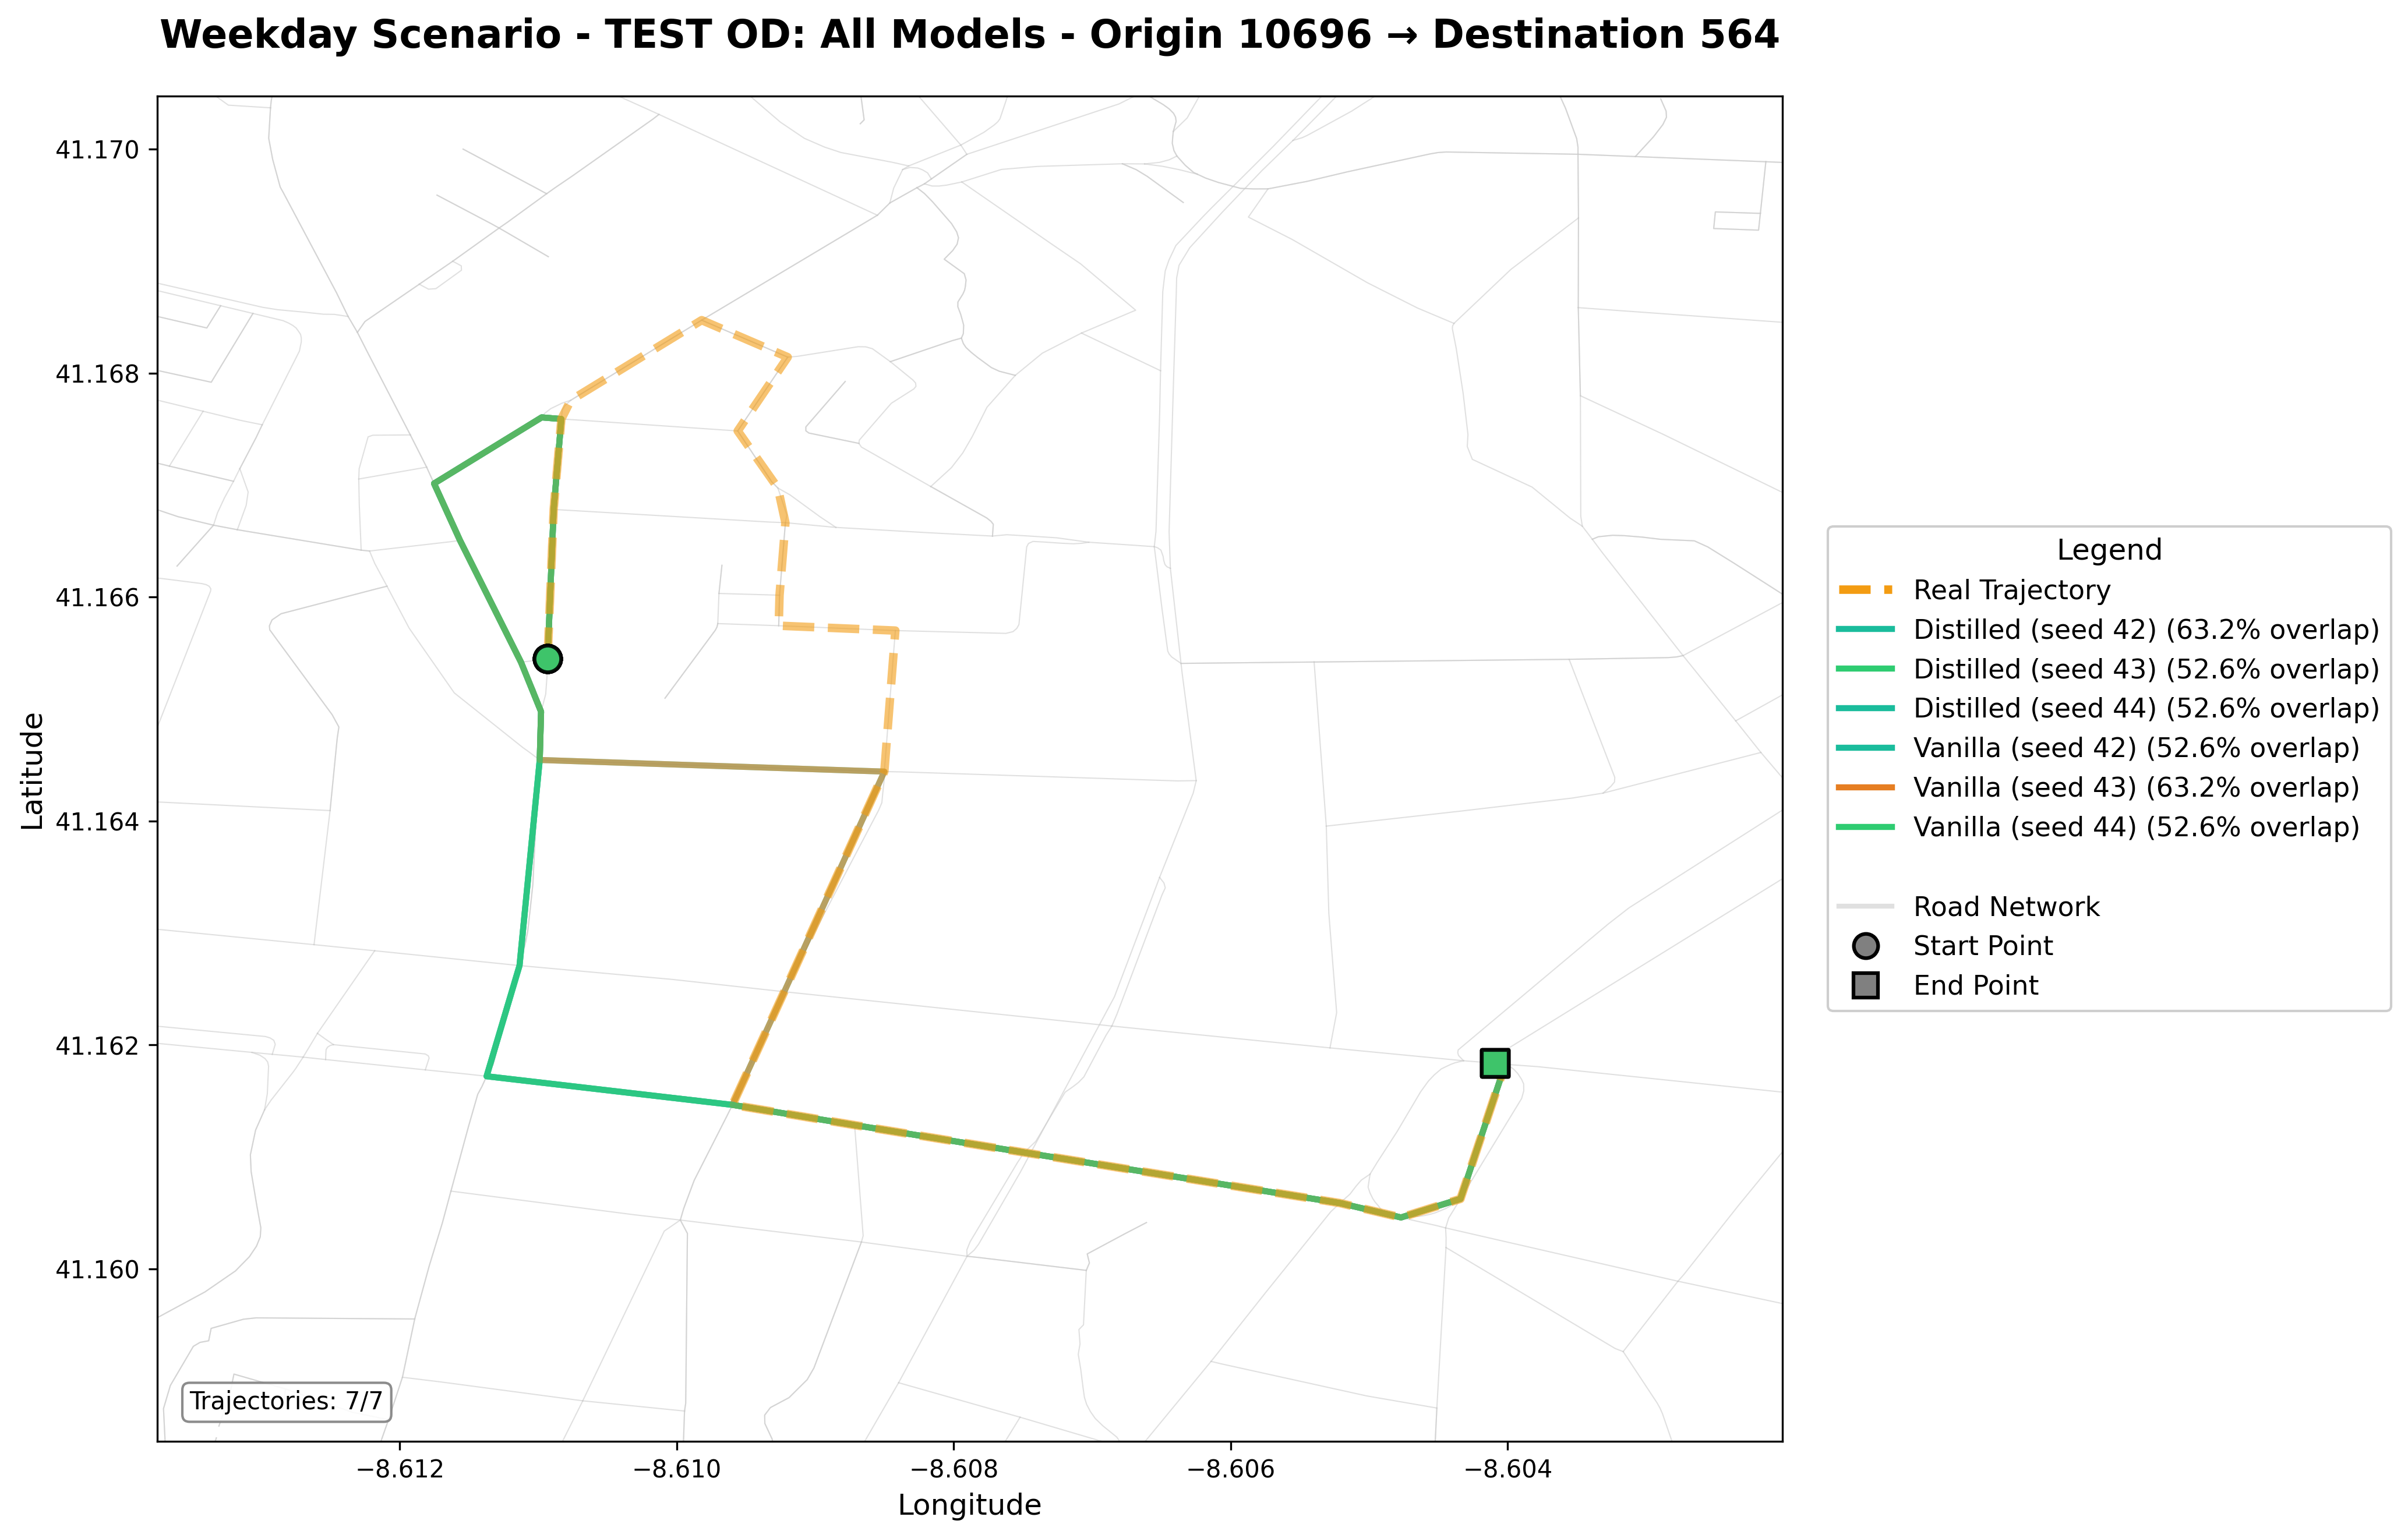 Weekday Scenario - TEST OD: All Models - Origin 10696 → Destination 564
41.170
41.168
41.166
41.164
41.162
41.160
Latitude
−8.612
−8.610
−8.608
−8.606
−8.604
Longitude
Trajectories: 7/7
Legend
Real Trajectory
Distilled (seed 42) (63.2% overlap)
Distilled (seed 43) (52.6% overlap)
Distilled (seed 44) (52.6% overlap)
Vanilla (seed 42) (52.6% overlap)
Vanilla (seed 43) (63.2% overlap)
Vanilla (seed 44) (52.6% overlap)
Road Network
Start Point
End Point